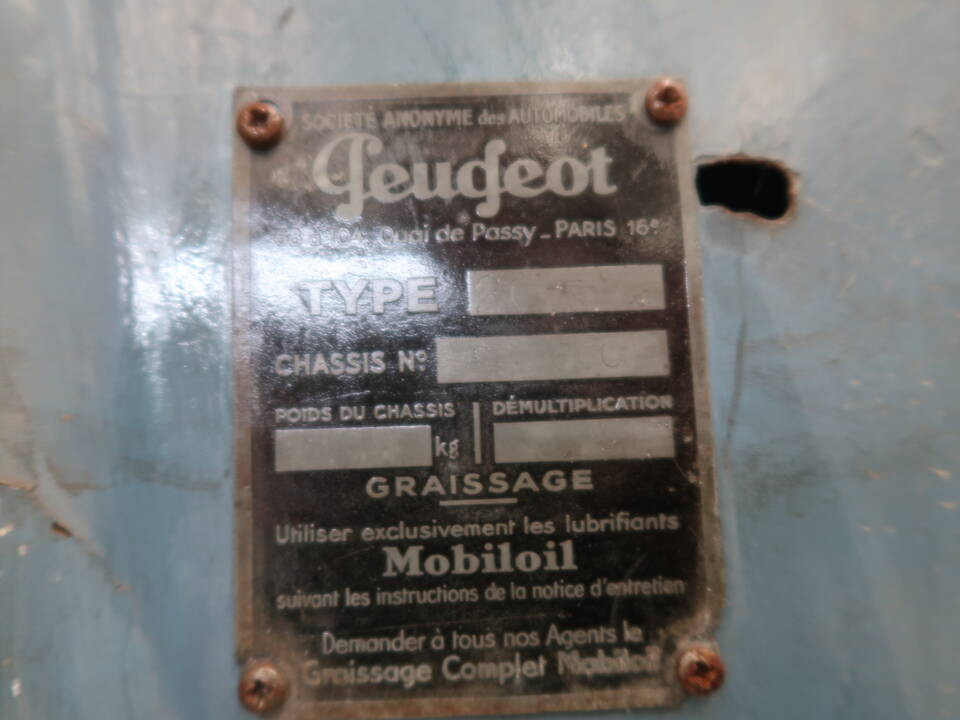 SOCIÉTÉ ANONYME des AUTOMOBILES
Peugeot
Quai de Passy - PARIS 16e
TYPE
CHASSIS No
POIDS DU CHASSIS
kg
DÉMULTIPLICATION
GRAISSAGE
Utiliser exclusivement les lubrifiants
Mobiloil
suivant les instructions de la notice d'entretien
Demander à tous nos Agents le
Graissage Complet Mobiloil